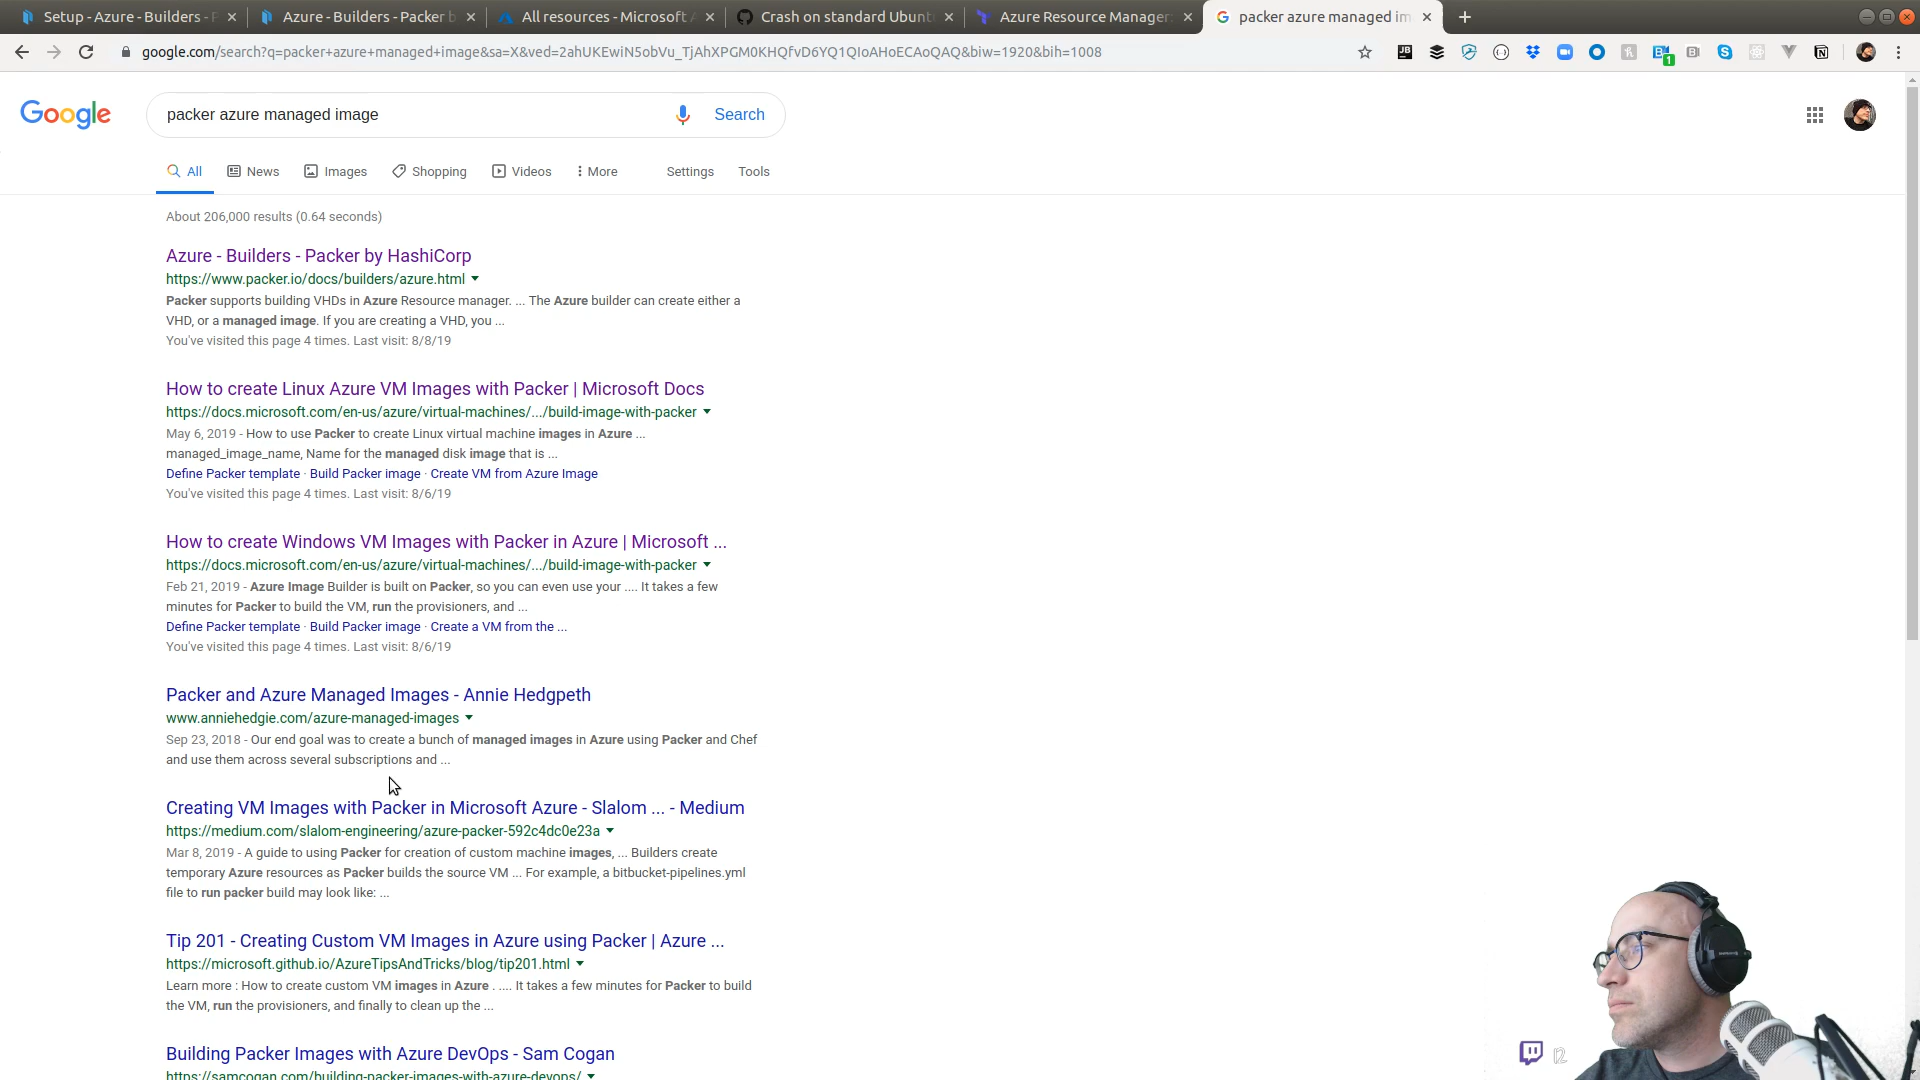 Setup - Azure - Builders - P
Azure - Builders - Packer b
All resources - Microsoft A
Crash on standard Ubunt
Azure Resource Manager:
packer azure managed im
google.com/search?q=packer+azure+managed+image&sa=X&ved=2ahUKEwiN5obVu_TjAhXPGM0KHQfvD6YQ1QIoAHoECAoQAQ&biw=1920&bih=1008
Google
packer azure managed image
Search
All
News
Images
Shopping
Videos
More
Settings
Tools
About 206,000 results (0.64 seconds)
Azure - Builders - Packer by HashiCorp
https://www.packer.io/docs/builders/azure.html
Packer supports building VHDs in Azure Resource manager. ... The Azure builder can create either a
VHD, or a managed image. If you are creating a VHD, you ...
You've visited this page 4 times. Last visit: 8/8/19
How to create Linux Azure VM Images with Packer | Microsoft Docs
https://docs.microsoft.com/en-us/azure/virtual-machines/.../build-image-with-packer
May 6, 2019 - How to use Packer to create Linux virtual machine images in Azure ...
managed_image_name, Name for the managed disk image that is ...
Define Packer template · Build Packer image · Create VM from Azure Image
You've visited this page 4 times. Last visit: 8/6/19
How to create Windows VM Images with Packer in Azure | Microsoft ...
https://docs.microsoft.com/en-us/azure/virtual-machines/.../build-image-with-packer
Feb 21, 2019 - Azure Image Builder is built on Packer, so you can even use your .... It takes a few
minutes for Packer to build the VM, run the provisioners, and ...
Define Packer template · Build Packer image · Create a VM from the ...
You've visited this page 4 times. Last visit: 8/6/19
Packer and Azure Managed Images - Annie Hedgpeth
www.anniehedgie.com/azure-managed-images
Sep 23, 2018 - Our end goal was to create a bunch of managed images in Azure using Packer and Chef
and use them across several subscriptions and ...
Creating VM Images with Packer in Microsoft Azure - Slalom ... - Medium
https://medium.com/slalom-engineering/azure-packer-592c4dc0e23a
Mar 8, 2019 - A guide to using Packer for creation of custom machine images, ... Builders create
temporary Azure resources as Packer builds the source VM ... For example, a bitbucket-pipelines.yml
file to run packer build may look like: ...
Tip 201 - Creating Custom VM Images in Azure using Packer | Azure ...
https://microsoft.github.io/AzureTipsAndTricks/blog/tip201.html
Learn more : How to create custom VM images in Azure . .... It takes a few minutes for Packer to build
the VM, run the provisioners, and finally to clean up the ...
Building Packer Images with Azure DevOps - Sam Cogan
https://samcogan.com/building-packer-images-with-azure-devops/